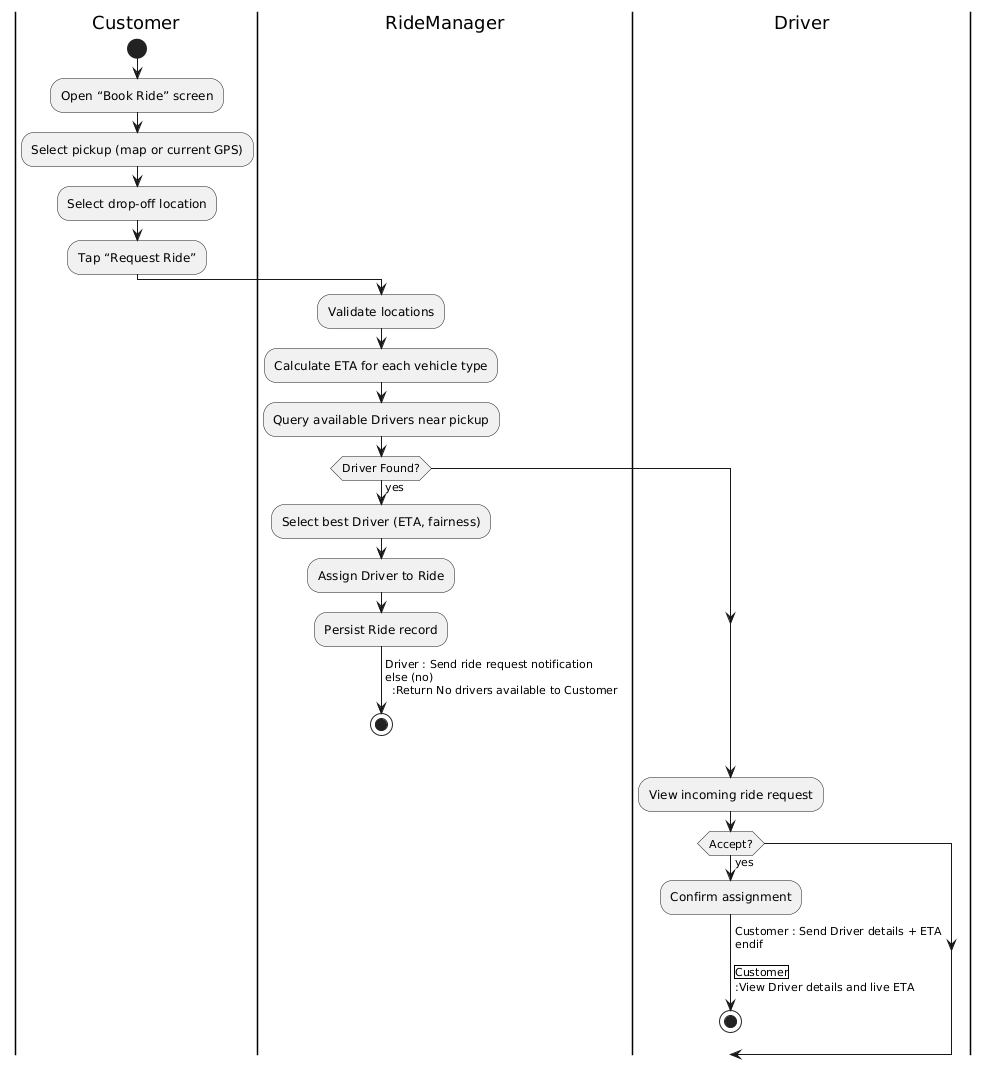 Customer
RideManager
Driver
Open “Book Ride” screen
Select pickup (map or current GPS)
Select drop-off location
Tap “Request Ride”
Validate locations
Calculate ETA for each vehicle type
Query available Drivers near pickup
Driver Found?
yes
Select best Driver (ETA, fairness)
Assign Driver to Ride
Persist Ride record
Driver : Send ride request notification
else (no)
:Return No drivers available to Customer
View incoming ride request
Accept?
yes
Confirm assignment
Customer : Send Driver details + ETA
endif
Customer
:View Driver details and live ETA